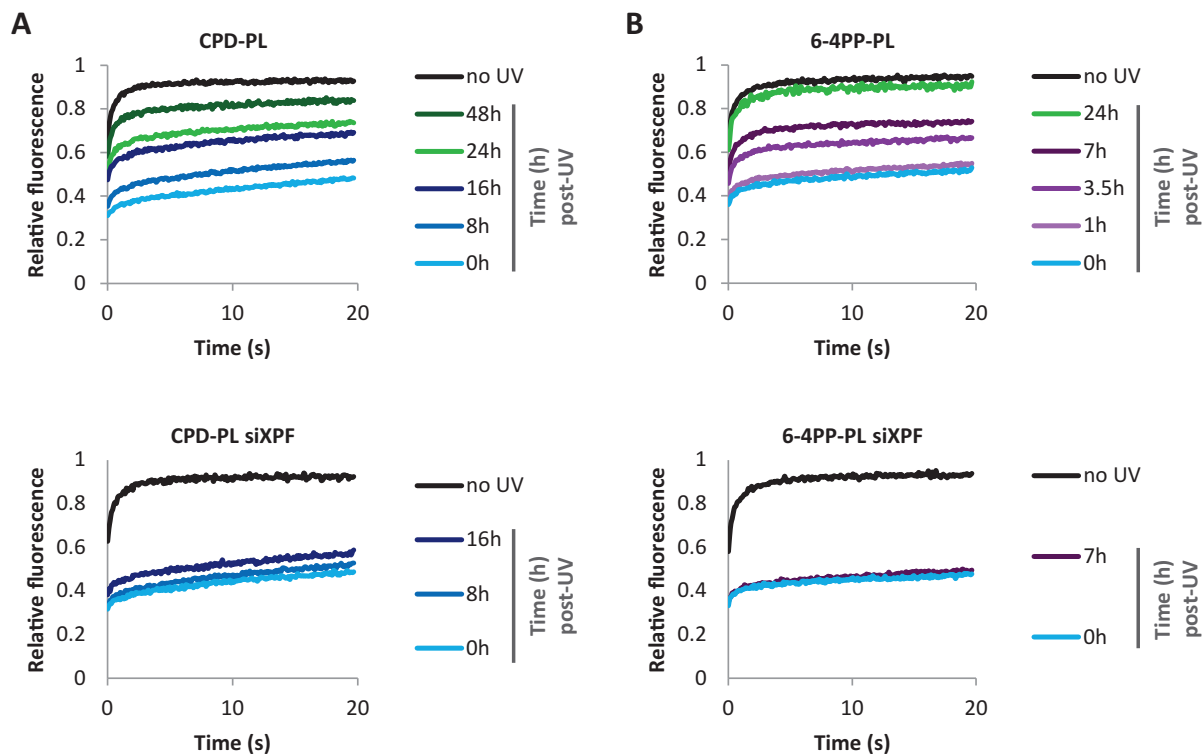 A
CPD-PL
Relative fluorescence
1
0.8
0.6
0.4
0.2
0
0
10
20
Time (s)
no UV
48h
24h
16h
8h
0h
Time (h)
post-UV
B
6-4PP-PL
Relative fluorescence
1
0.8
0.6
0.4
0.2
0
0
10
20
Time (s)
no UV
24h
7h
3.5h
1h
0h
Time (h)
post-UV
CPD-PL siXPF
Relative fluorescence
1
0.8
0.6
0.4
0.2
0
0
10
20
Time (s)
no UV
16h
8h
0h
Time (h)
post-UV
6-4PP-PL siXPF
Relative fluorescence
1
0.8
0.6
0.4
0.2
0
0
10
20
Time (s)
no UV
7h
0h
Time (h)
post-UV